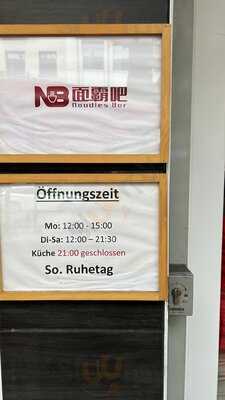 NB 面霸吧
Noodles Bar
Öffnungszeit
Mo: 12:00 - 15:00
Di-Sa: 12:00 – 21:30
Küche 21:00 geschlossen
So. Ruhetag